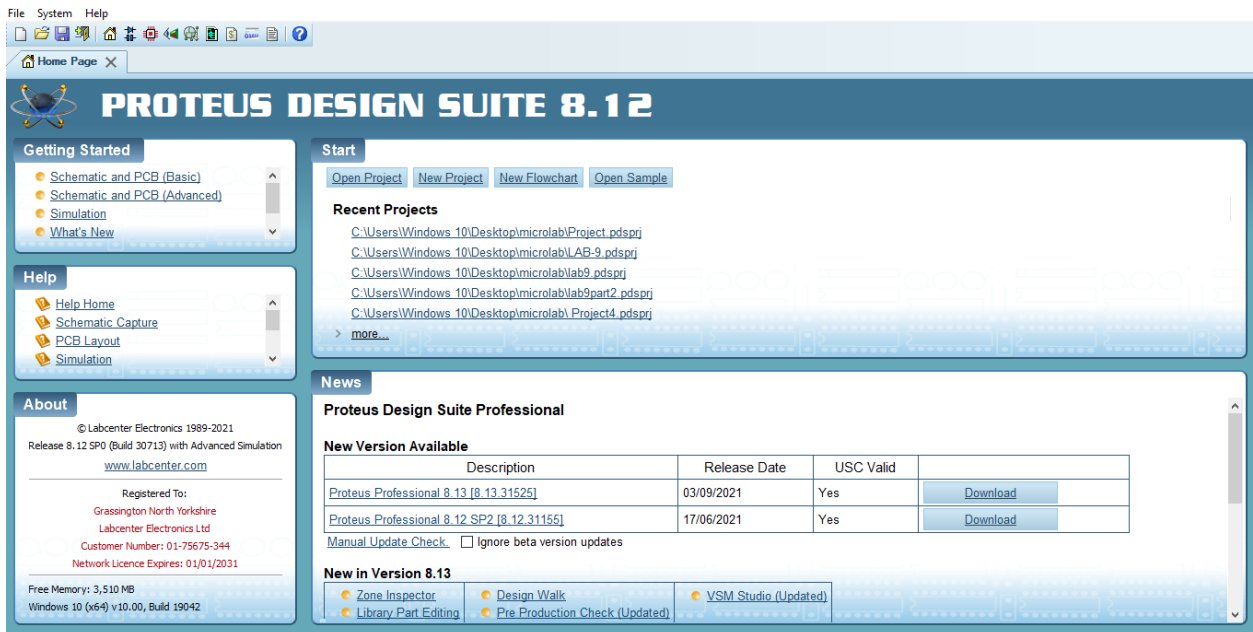 File System Help
Home Page
PROTEUS DESIGN SUITE 8.12
Getting Started
Schematic and PCB (Basic)
Schematic and PCB (Advanced)
Simulation
What's New
Help
Help Home
Schematic Capture
PCB Layout
Simulation
About
© Labcenter Electronics 1989-2021
Release 8.12 SP0 (Build 30713) with Advanced Simulation
www.labcenter.com
Registered To:
Grassington North Yorkshire
Labcenter Electronics Ltd
Customer Number: 01-75675-344
Network Licence Expires: 01/01/2031
Free Memory: 3,510 MB
Windows 10 (x64) v10.00, Build 19042
Start
Open Project New Project New Flowchart Open Sample
Recent Projects
C:\Users\Windows 10\Desktop\microlab\Project.pdsprj
C:\Users\Windows 10\Desktop\microlab\LAB-9.pdsprj
C:\Users\Windows 10\Desktop\microlab\lab9.pdsprj
C:\Users\Windows 10\Desktop\microlab\lab9part2.pdsprj
C:\Users\Windows 10\Desktop\microlab\ Project4.pdsprj
more...
News
Proteus Design Suite Professional
New Version Available
Description Release Date USC Valid
Proteus Professional 8.13 [8.13.31525] 03/09/2021 Yes Download
Proteus Professional 8.12 SP2 [8.12.31155] 17/06/2021 Yes Download
Manual Update Check. Ignore beta version updates
New in Version 8.13
Zone Inspector Design Walk VSM Studio (Updated)
Library Part Editing Pre Production Check (Updated)